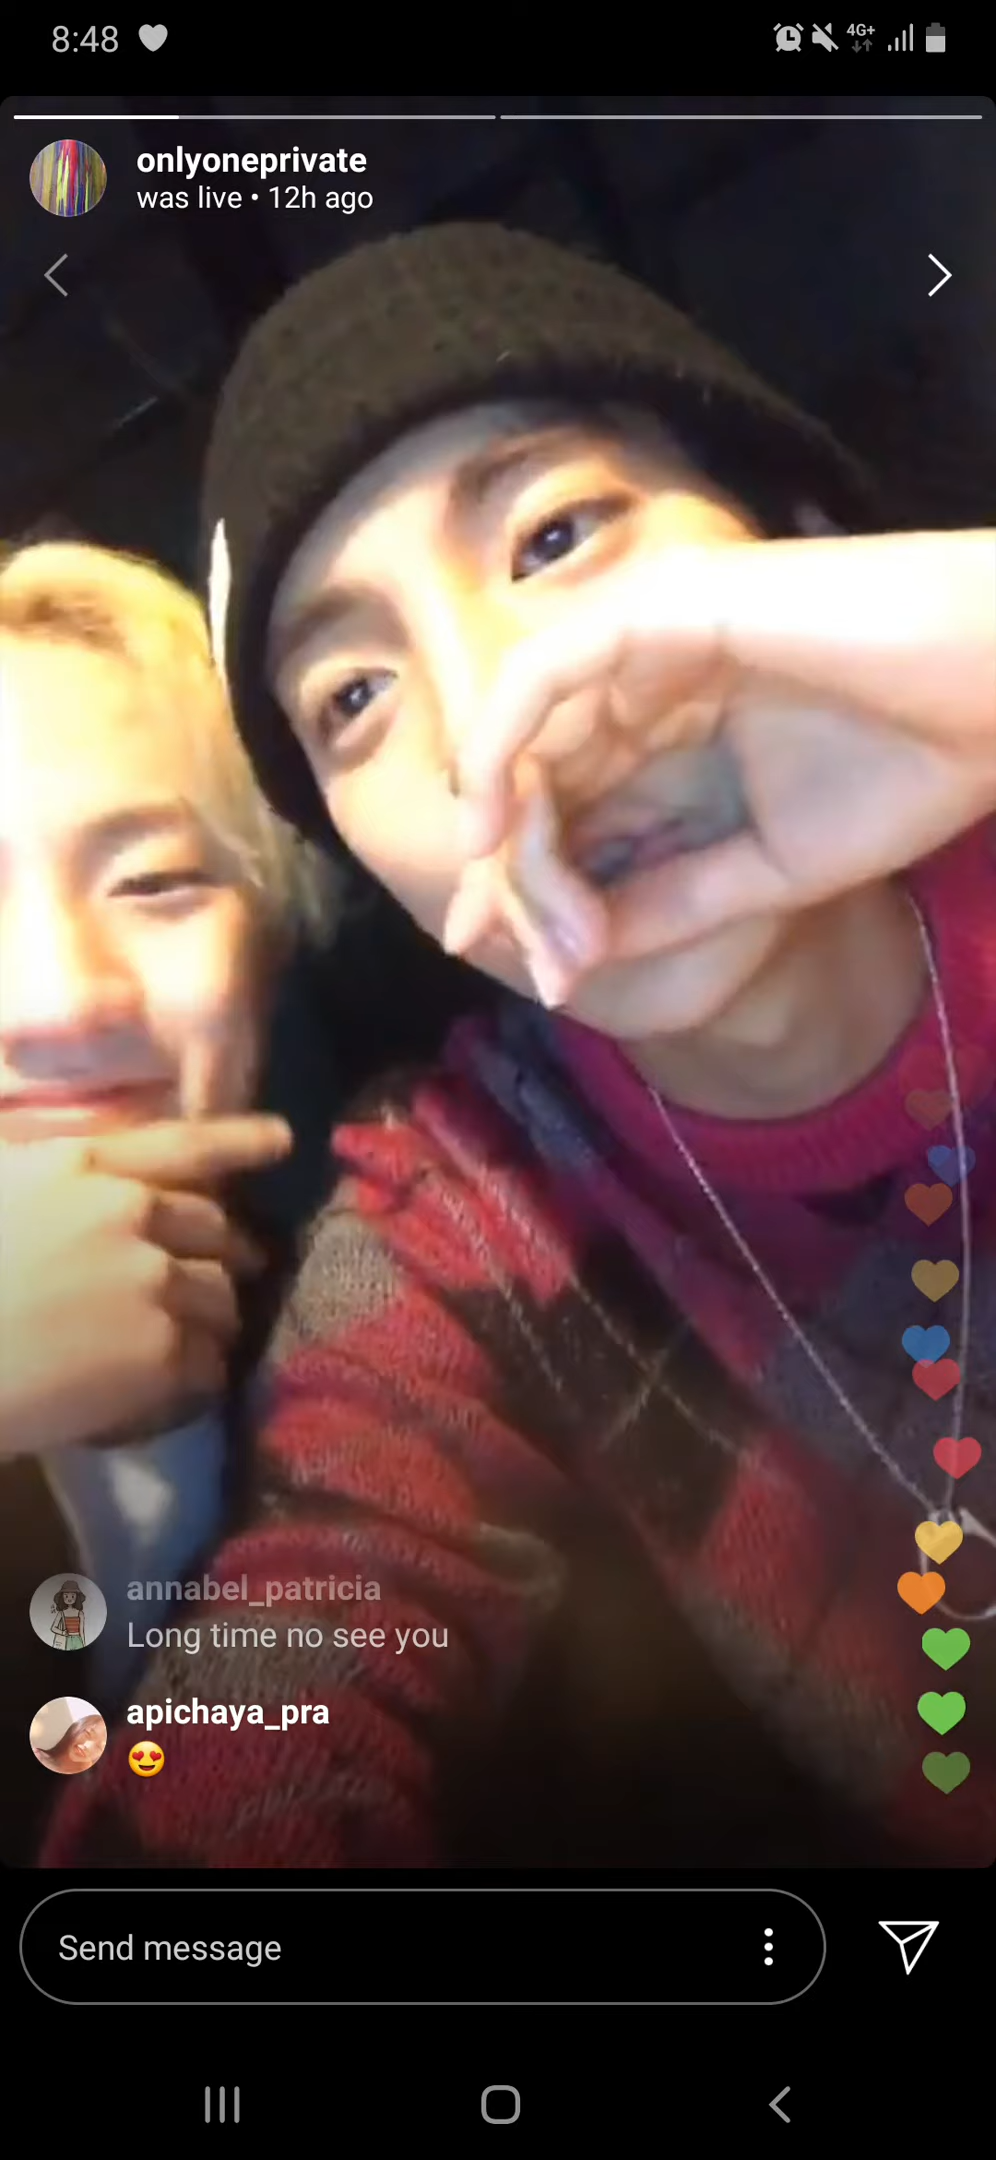 8:48
4G+
onlyoneprivate
was live • 12h ago
annabel_patricia
Long time no see you
apichaya_pra
😍
Send message